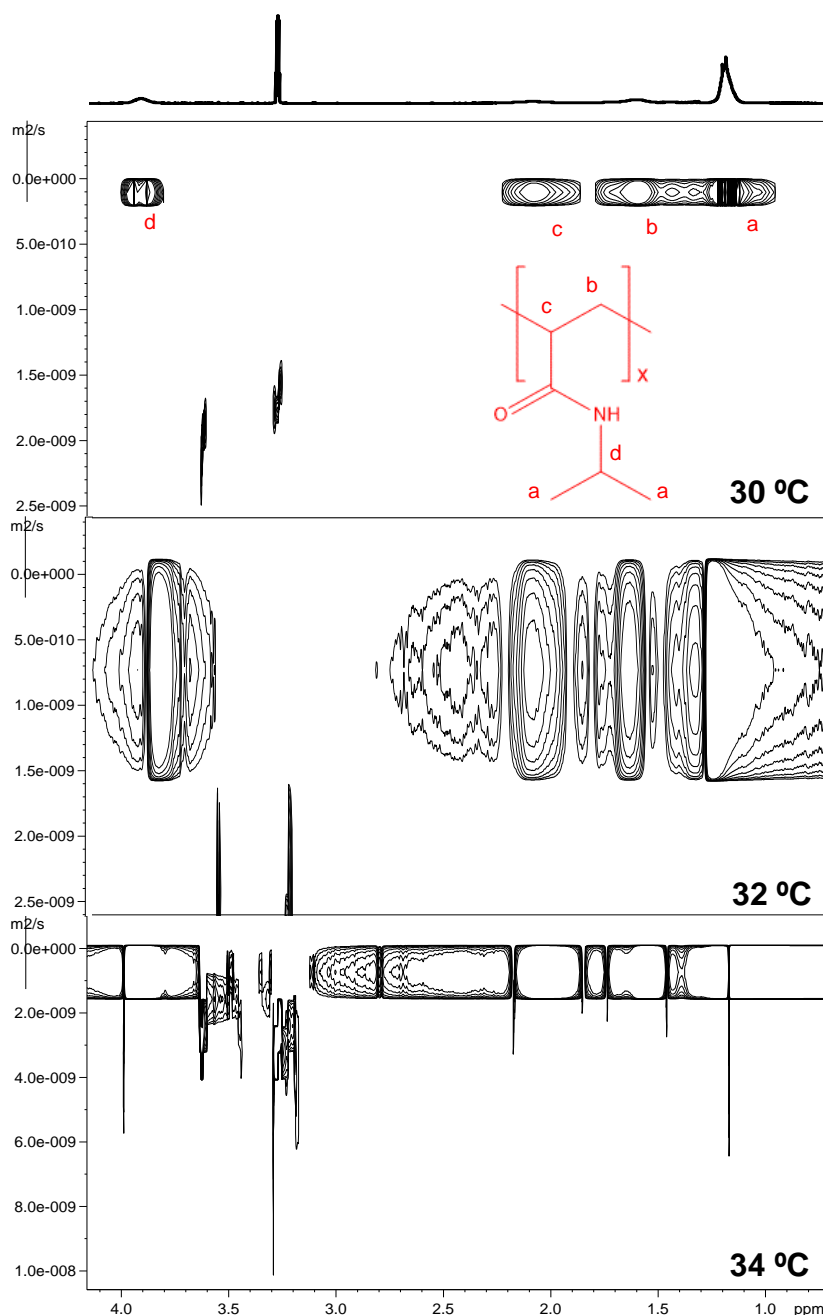 m2/s
0.0e+000
d
c
b
a
5.0e-010
1.0e-009
b
c
1.5e-009
x
O
NH
2.0e-009
d
a
a
30 ºC
2.5e-009
m2/s
0.0e+000
5.0e-010
1.0e-009
1.5e-009
2.0e-009
2.5e-009
32 ºC
m2/s
0.0e+000
2.0e-009
4.0e-009
6.0e-009
8.0e-009
1.0e-008
34 ºC
4.0 3.5 3.0 2.5 2.0 1.5 1.0 ppm